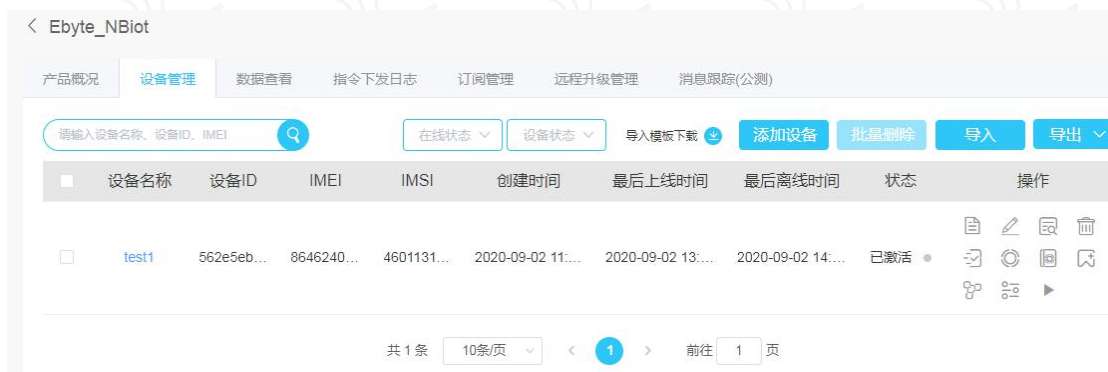 Ebyte_NBiot
产品概况 设备管理 数据查看 指令下发日志 订阅管理 远程升级管理 消息跟踪(公测)
请输入设备名称、设备ID、IMEI 在线状态 设备状态 导入模板下载 添加设备 批量删除 导入 导出
设备名称 设备ID IMEI IMSI 创建时间 最后上线时间 最后离线时间 状态 操作
test1 562e5eb... 8646240... 4601131... 2020-09-02 11:... 2020-09-02 13:... 2020-09-02 14:... 已激活
共 1 条 10条/页 1 前往 1 页